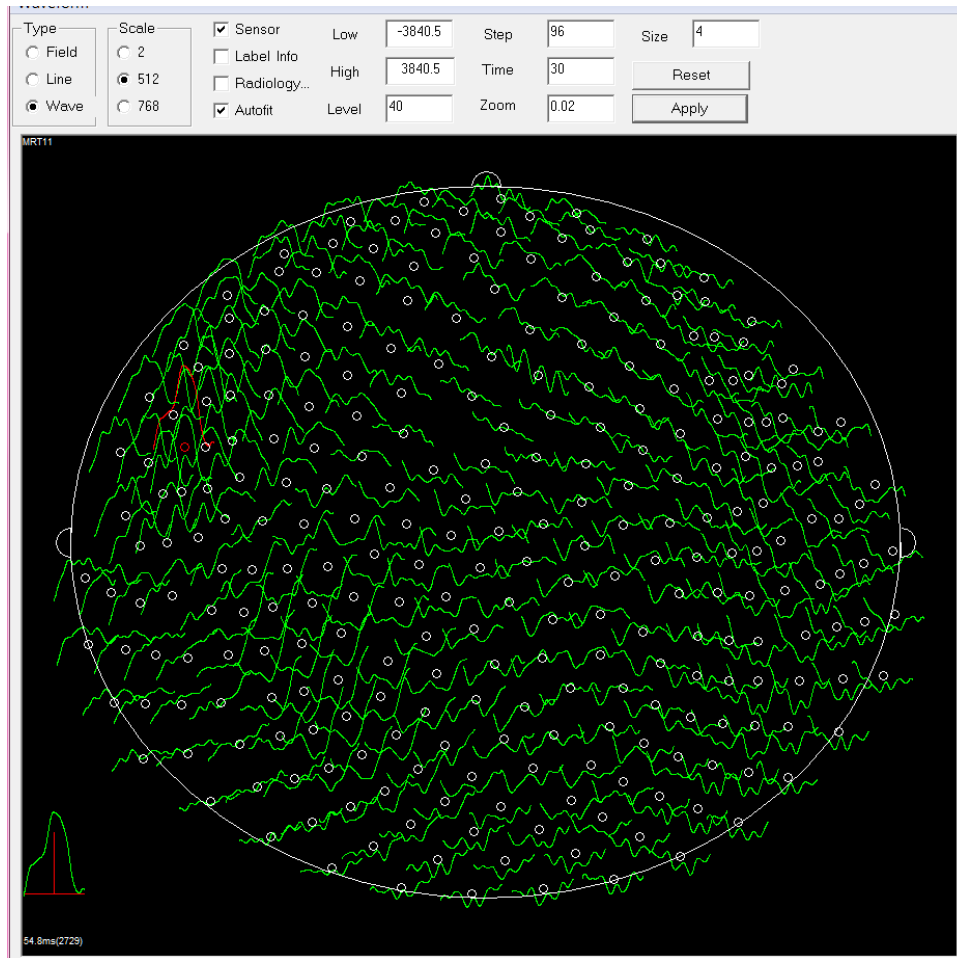 Waveform
Type Scale Sensor Low -3840.5 Step 96 Size 4
Field 2 Label Info
Line 512 Radiology... High 3840.5 Time 30 Reset
Wave 768 Autofit Level 40 Zoom 0.02 Apply
MRT11
54.8ms(2729)